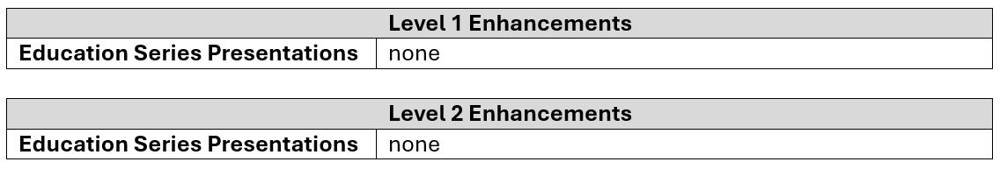 Level 1 Enhancements
Education Series Presentations none
Level 2 Enhancements
Education Series Presentations none